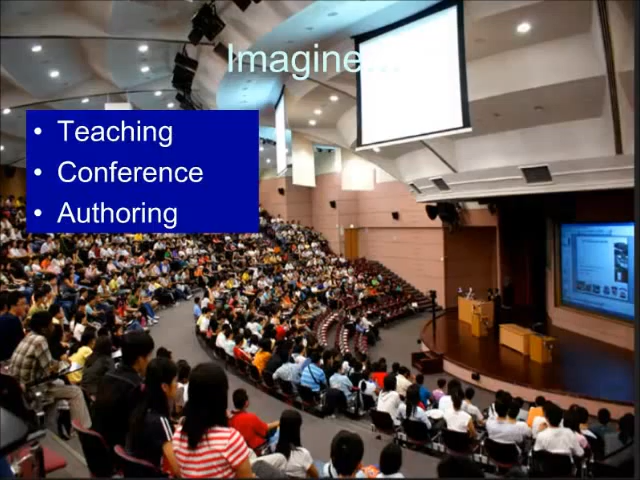 Imagine...
• Teaching
• Conference
• Authoring